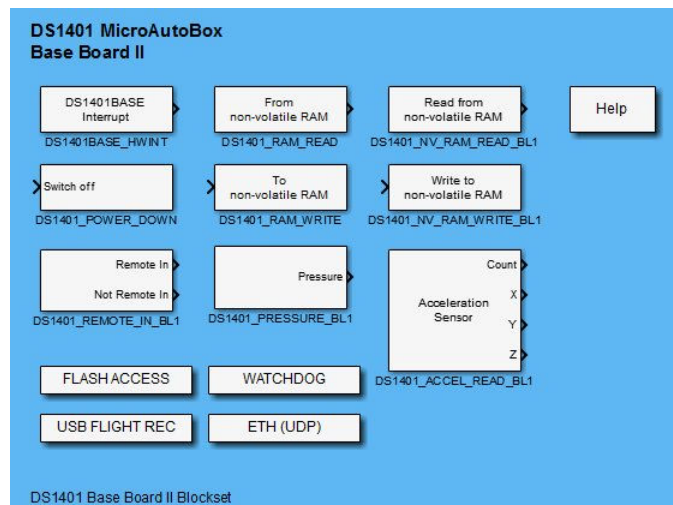 DS1401 MicroAutoBox
Base Board II
DS1401BASE
Interrupt
DS1401BASE_HWINT
From
non-volatile RAM
DS1401_RAM_READ
Read from
non-volatile RAM
DS1401_NV_RAM_READ_BL1
Help
Switch off
DS1401_POWER_DOWN
To
non-volatile RAM
DS1401_RAM_WRITE
Write to
non-volatile RAM
DS1401_NV_RAM_WRITE_BL1
Remote In
Not Remote In
DS1401_REMOTE_IN_BL1
Pressure
DS1401_PRESSURE_BL1
Acceleration
Sensor
Count
X
Y
Z
DS1401_ACCEL_READ_BL1
FLASH ACCESS
WATCHDOG
USB FLIGHT REC
ETH (UDP)
DS1401 Base Board II Blockset